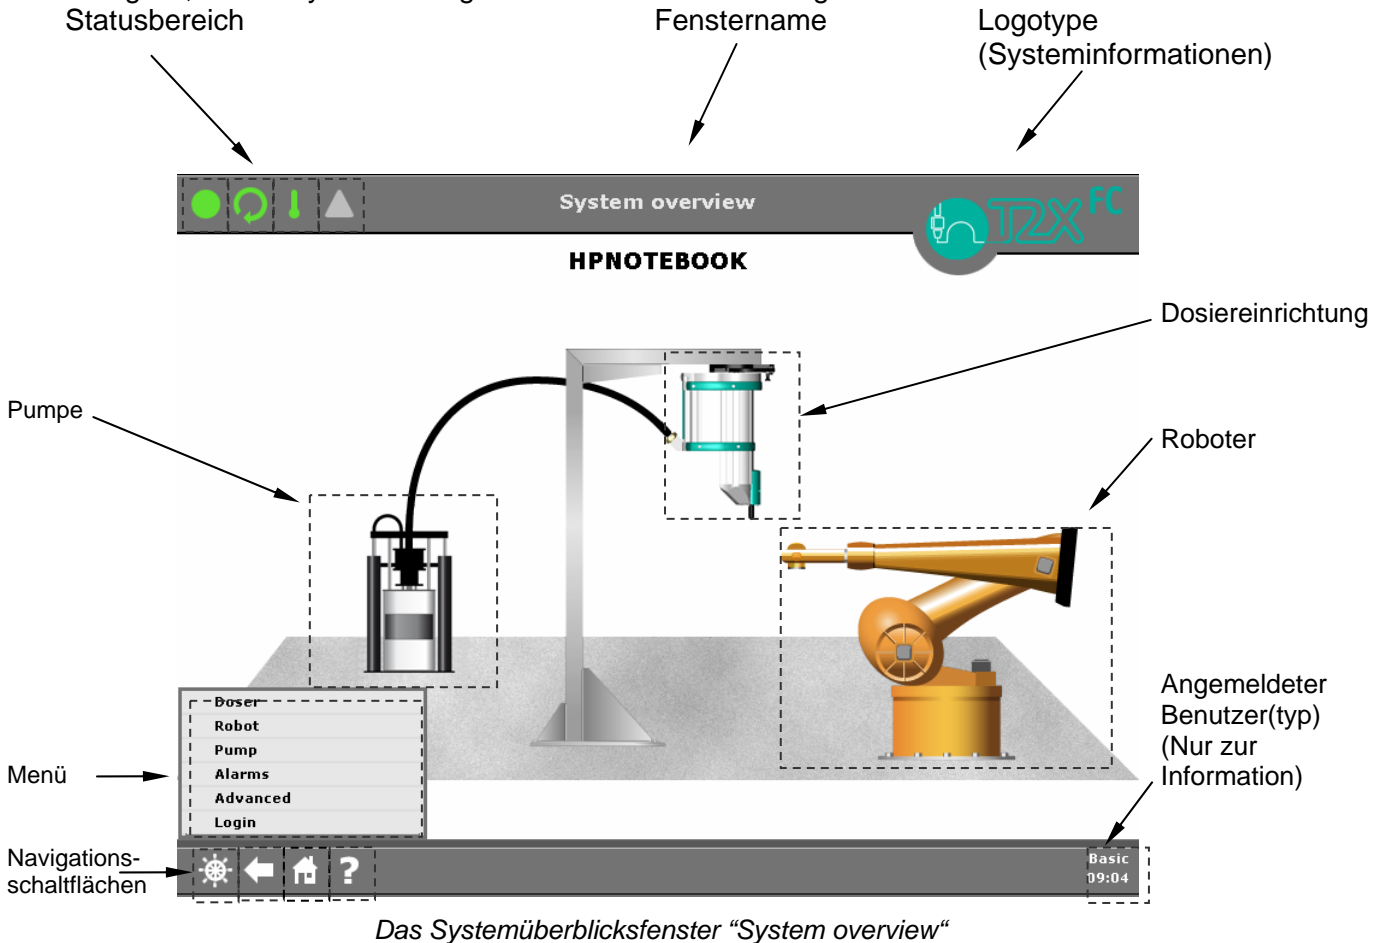 Statusbereich
Fenstername
Logotype
(Systeminformationen)
System overview
T2X FC
HPNOTEBOOK
Dosiereinrichtung
Pumpe
Roboter
Doser
Robot
Pump
Alarms
Advanced
Login
Menü
Angemeldeter
Benutzer(typ)
(Nur zur
Information)
Navigations-
schaltflächen
?
Basic
09:04
Das Systemüberblicksfenster “System overview“